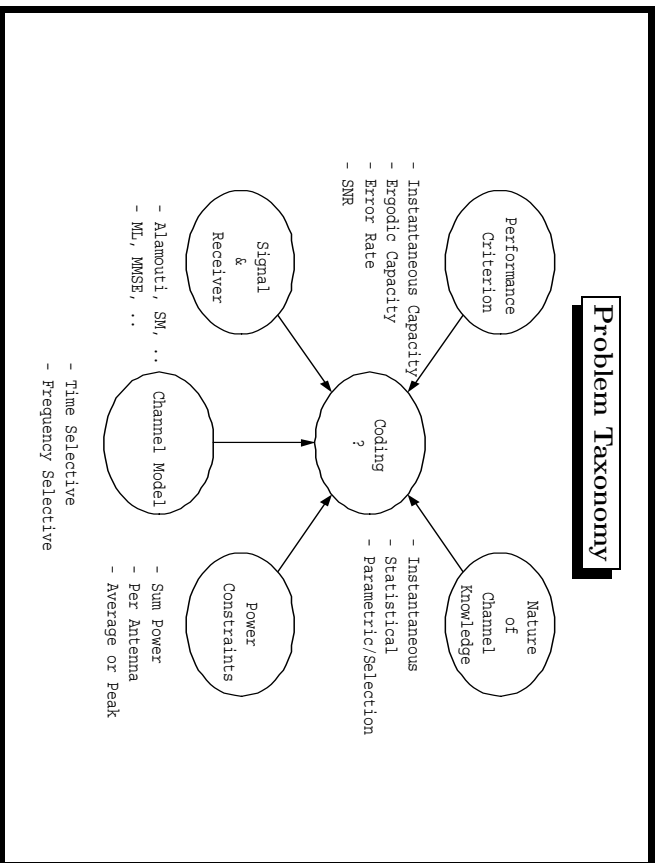 Problem Taxonomy
Performance
Criterion
- Instantaneous Capacity
- Ergodic Capacity
- Error Rate
- SNR
Nature
of
Channel
Knowledge
- Instantaneous
- Statistical
- Parametric/Selection
Coding
?
Signal
&
Receiver
- Alamouti, SM, ..
- ML, MMSE, ..
Channel Model
- Time Selective
- Frequency Selective
Power
Constraints
- Sum Power
- Per Antenna
- Average or Peak